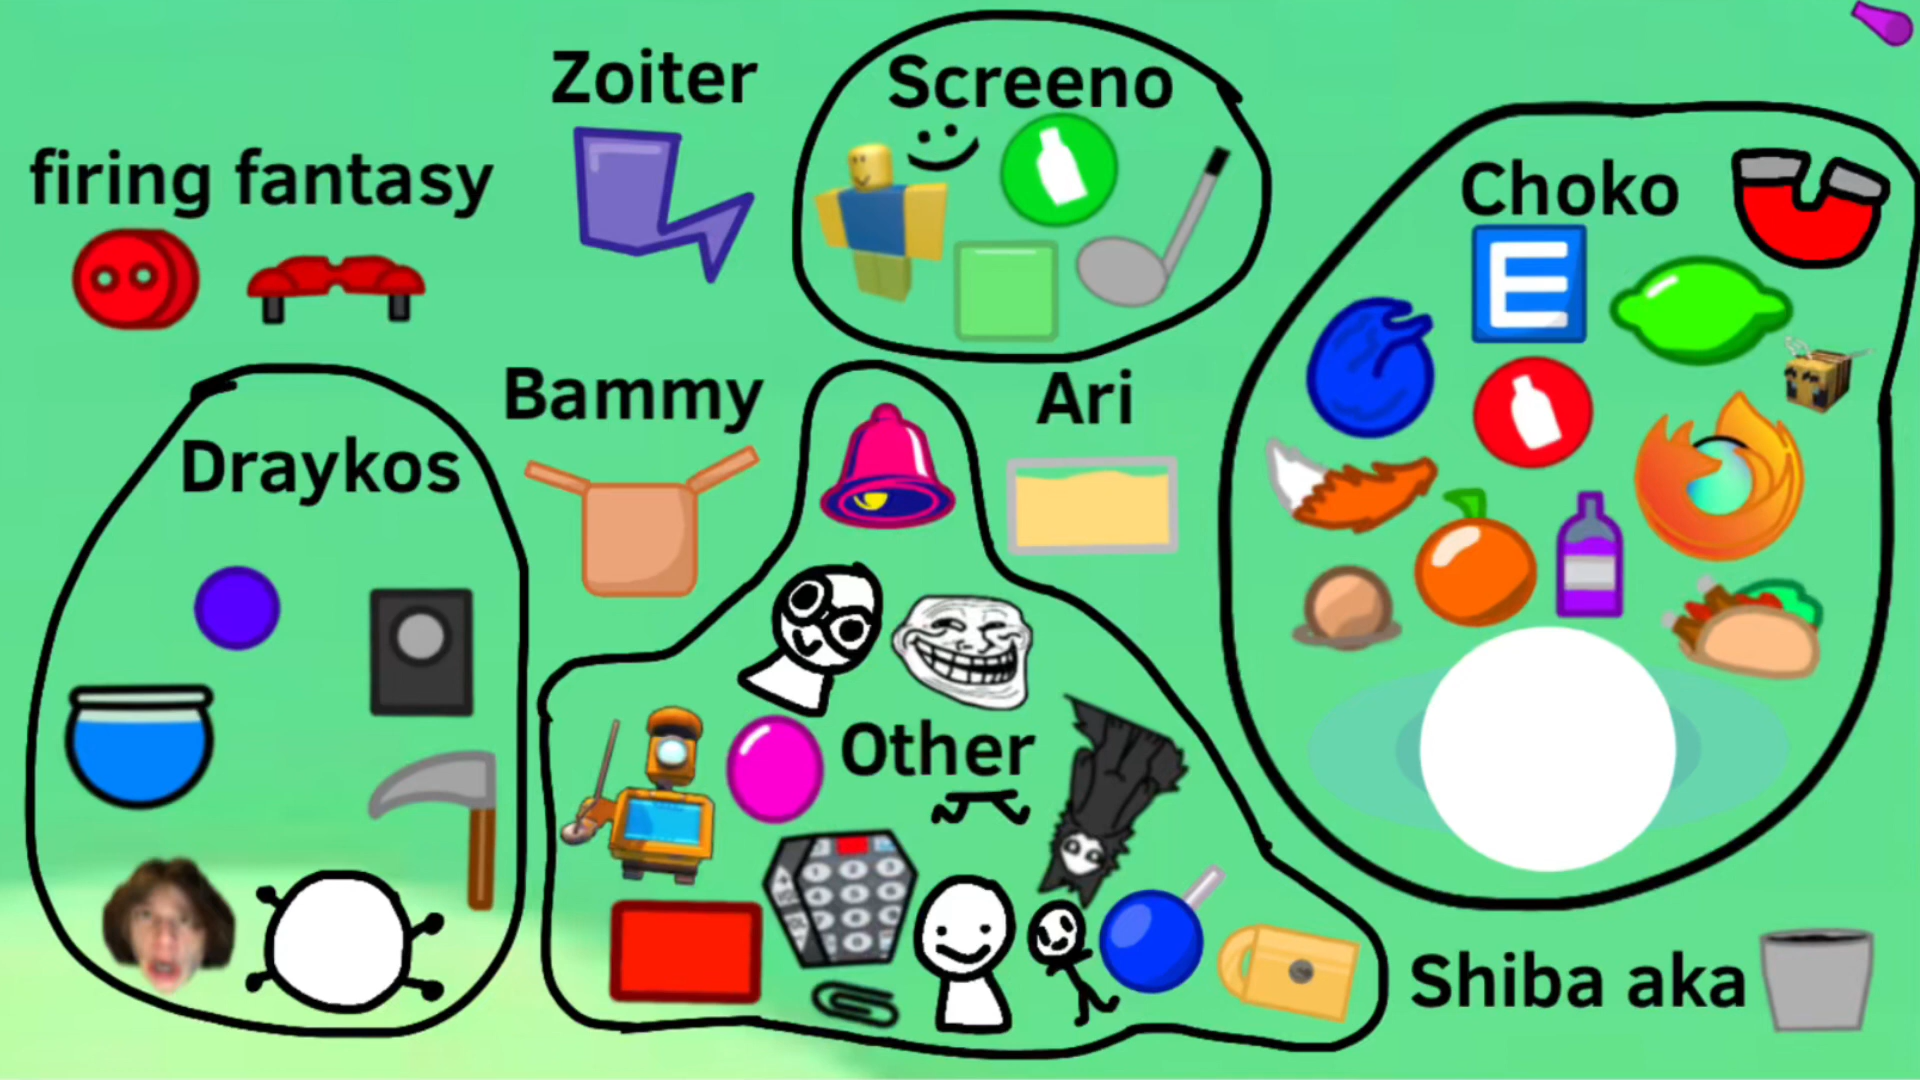 Zoiter
Screeno
firing fantasy
Choko
E
Bammy
Ari
Draykos
Other
Shiba aka